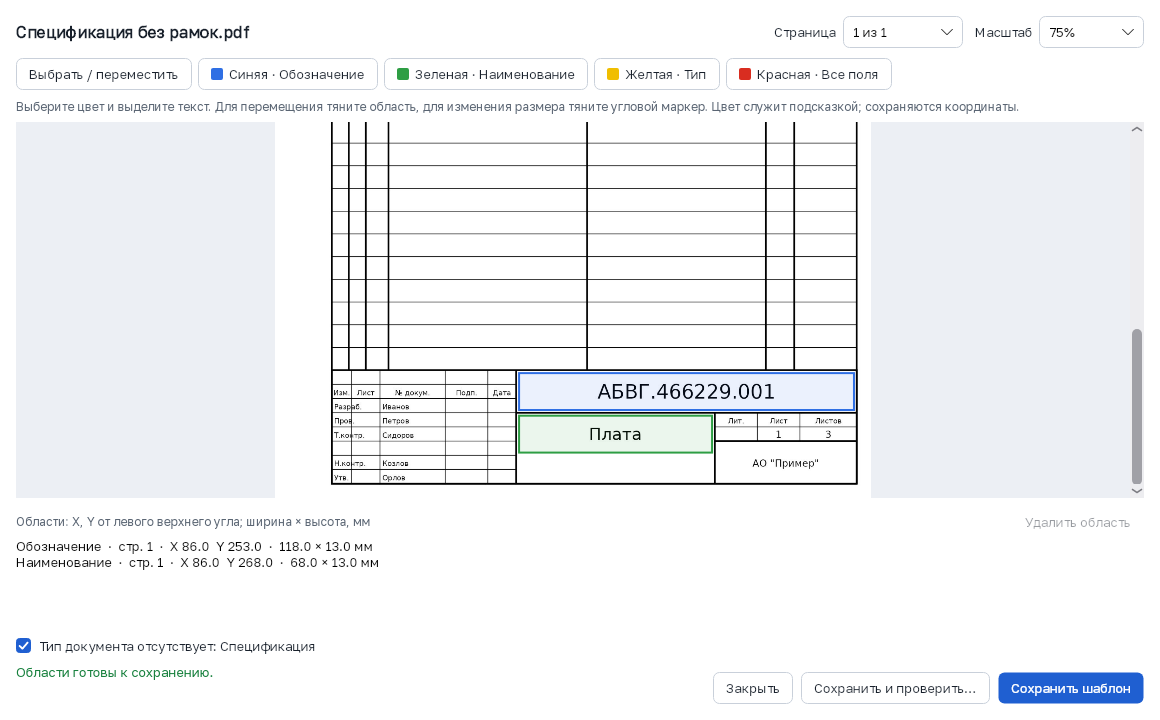 Спецификация без рамок.pdf
Страница 1 из 1 Масштаб 75%
Выбрать / переместить Синяя · Обозначение Зеленая · Наименование Желтая · Тип Красная · Все поля
Выберите цвет и выделите текст. Для перемещения тяните область, для изменения размера тяните угловой маркер. Цвет служит подсказкой; сохраняются координаты.
АБВГ.466229.001
Изм. Лист № докум. Подп. Дата
Разраб. Иванов
Пров. Петров
Т.контр. Сидоров
Н.контр. Козлов
Утв. Орлов
Плата
Лит. Лист Листов
1 3
АО "Пример"
Области: X, Y от левого верхнего угла; ширина × высота, мм
Удалить область
Обозначение · стр. 1 · X 86.0 Y 253.0 · 118.0 × 13.0 мм
Наименование · стр. 1 · X 86.0 Y 268.0 · 68.0 × 13.0 мм
Тип документа отсутствует: Спецификация
Области готовы к сохранению.
Закрыть Сохранить и проверить... Сохранить шаблон